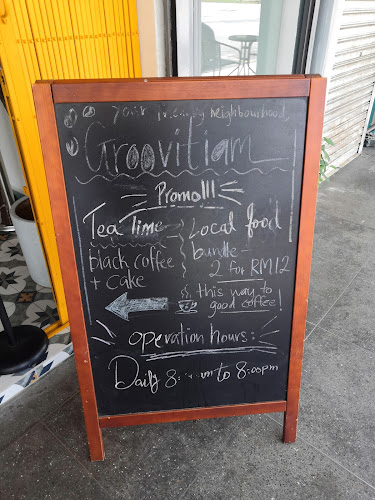 your friendly neighbourhood,
Groovitiam
Promo!!!
Tea Time
black coffee
+ cake
Local food
bundle -
2 for RM12
this way to
good coffee!
operation hours:
Daily 8: am to 8:00pm